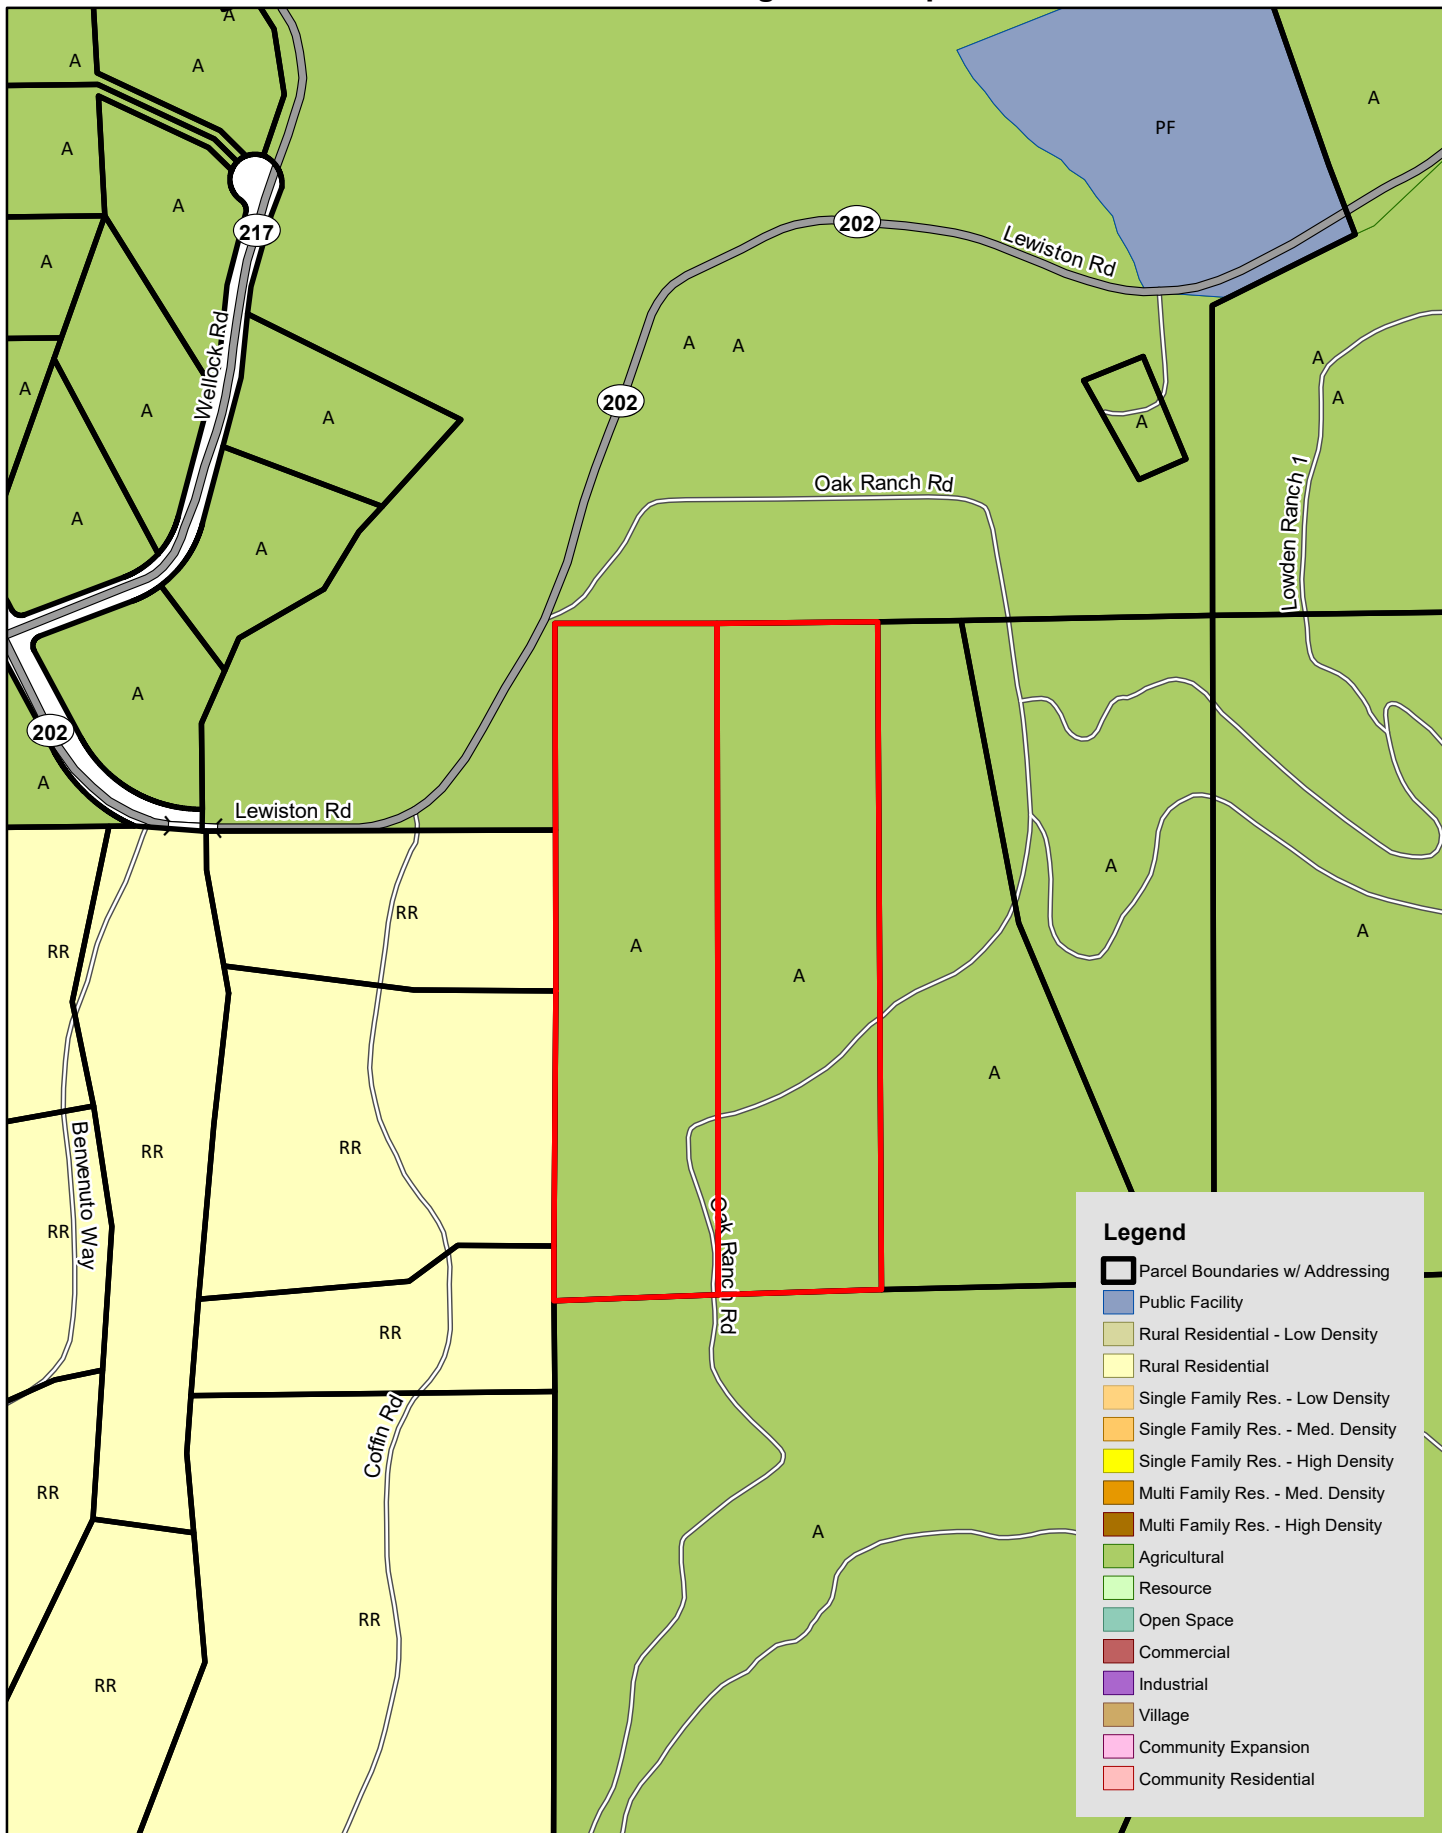 A
A
A
A
PF
A
A
217
202
Lewiston Rd
A
Wellock Rd
A
A
A
A
202
A
A
A
A
A
Oak Ranch Rd
Lowden Ranch 1
A
A
A
202
A
Lewiston Rd
A
RR
A
RR
A
A
A
Benvenuto Way
RR
RR
RR
Oak Ranch Rd
RR
Coffin Rd
RR
A
RR
RR
Legend
Parcel Boundaries w/ Addressing
Public Facility
Rural Residential - Low Density
Rural Residential
Single Family Res. - Low Density
Single Family Res. - Med. Density
Single Family Res. - High Density
Multi Family Res. - Med. Density
Multi Family Res. - High Density
Agricultural
Resource
Open Space
Commercial
Industrial
Village
Community Expansion
Community Residential